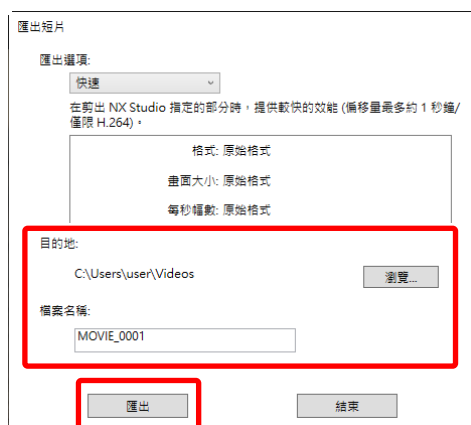 匯出短片
匯出選項:
快速
在剪出 NX Studio 指定的部分時，提供較快的效能 (偏移量最多約 1 秒鐘/
僅限 H.264)。
格式: 原始格式
畫面大小: 原始格式
每秒幅數: 原始格式
目的地:
C:\Users\user\Videos
瀏覽...
檔案名稱:
MOVIE_0001
匯出
結束